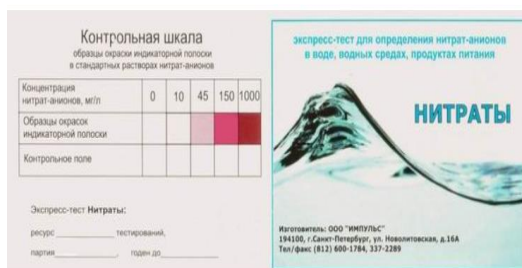 Контрольная шкала
образцы окраски индикаторной полоски
в стандартных растворах нитрат-анионов
Концентрация
нитрат-анионов, мг/л
0 10 45 150 1000
Образцы окрасок
индикаторной полоски
Контрольное поле
Экспресс-тест Нитраты:
ресурс тестирований,
партия , годен до
экспресс-тест для определения нитрат-анионов
в воде, водных средах, продуктах питания
НИТРАТЫ
Изготовитель: ООО "ИМПУЛЬС"
194100, г.Санкт-Петербург, ул. Новолитовская, д.16А
Тел/факс (812) 600-1784, 337-2289